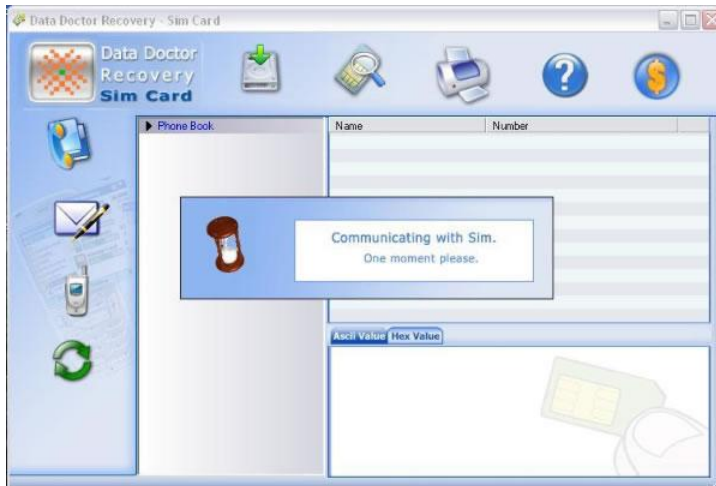 Data Doctor Recovery - Sim Card
Data Doctor
Recovery
Sim Card
Phone Book
Name Number
Communicating with Sim.
One moment please.
Ascii Value Hex Value